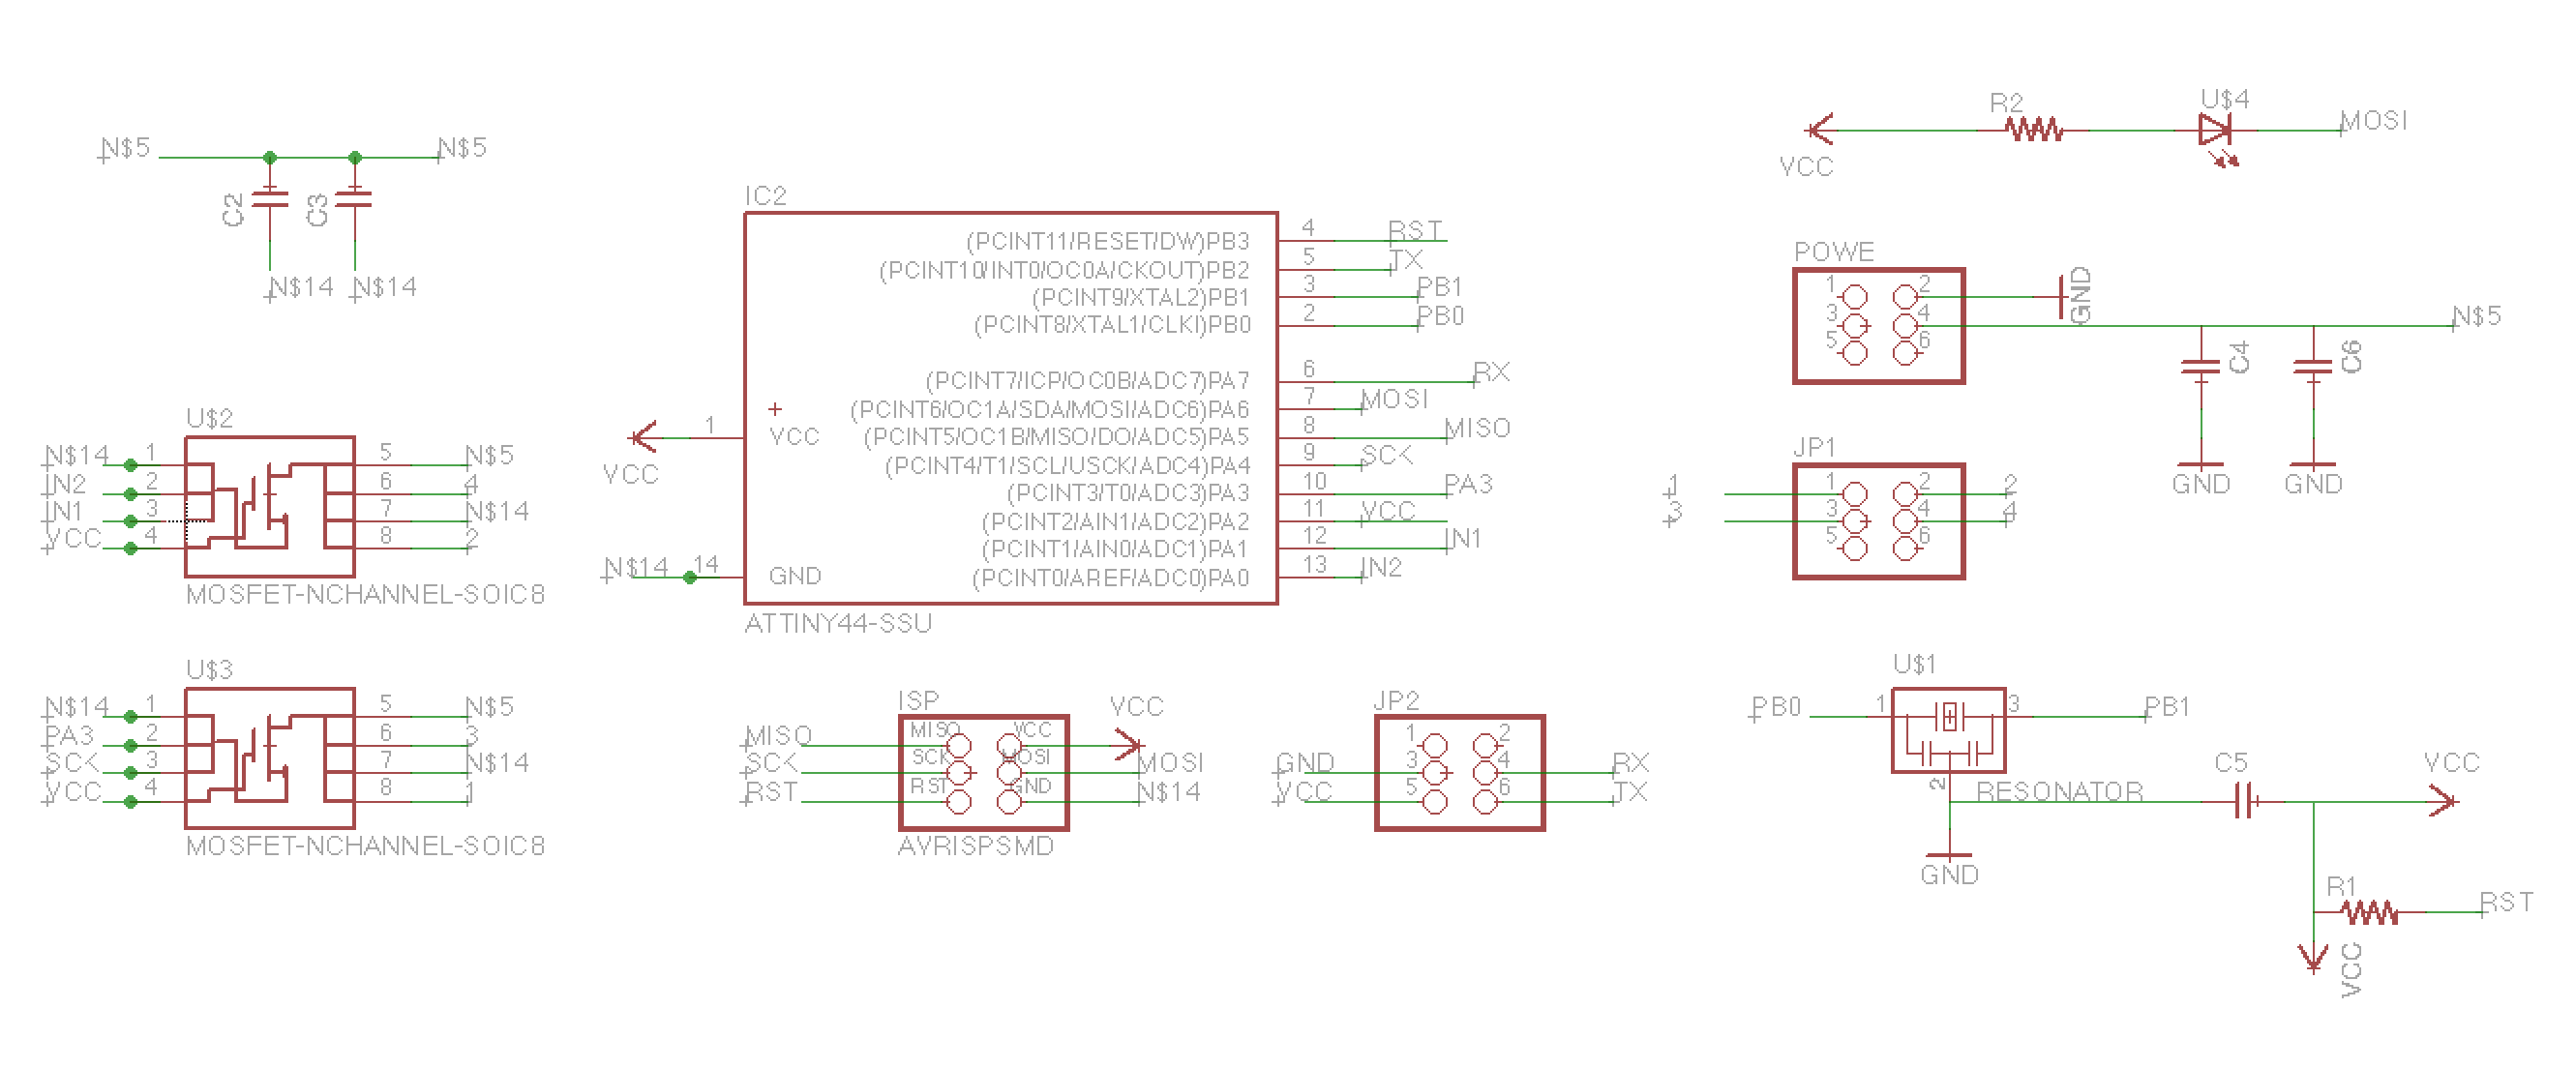 N$5 N$5
C2 C3
N$14 N$14
U$2
N$14 1 5 N$5
IN2 2 6 4
IN1 3 7 N$14
VCC 4 8 2
MOSFET-NCHANNEL-SOIC8
U$3
N$14 1 5 N$5
PA3 2 6 3
SCK 3 7 N$14
VCC 4 8 1
MOSFET-NCHANNEL-SOIC8
IC2
(PCINT11/RESET/DW)PB3 4 RST
(PCINT10/INT0/OC0A/CKOUT)PB2 5 TX
(PCINT9/XTAL2)PB1 3 PB1
(PCINT8/XTAL1/CLKI)PB0 2 PB0
(PCINT7/ICP/OC0B/ADC7)PA7 6 RX
(PCINT6/OC1A/SDA/MOSI/ADC6)PA6 7 MOSI
VCC 1 VCC (PCINT5/OC1B/MISO/DO/ADC5)PA5 8 MISO
(PCINT4/T1/SCL/USCK/ADC4)PA4 9 SCK
(PCINT3/T0/ADC3)PA3 10 PA3
(PCINT2/AIN1/ADC2)PA2 11 VCC
(PCINT1/AIN0/ADC1)PA1 12 IN1
N$14 14 GND (PCINT0/AREF/ADC0)PA0 13 IN2
ATTINY44-SSU
ISP
VCC
MISO MISO VCC
SCK SCK MOSI MOSI
RST RST GND N$14
AVRISPSMD
JP2
1 2
GND 3 4 RX
VCC 5 6 TX
R2 U$4 MOSI
VCC
POWE
1 2 GND
3 4 N$5
5 6
C4 C6
GND GND
JP1
1 1 2 2
3 3 4 4
5 6
U$1
PB0 1 3 PB1
2 RESONATOR C5 VCC
GND
R1 RST
VCC